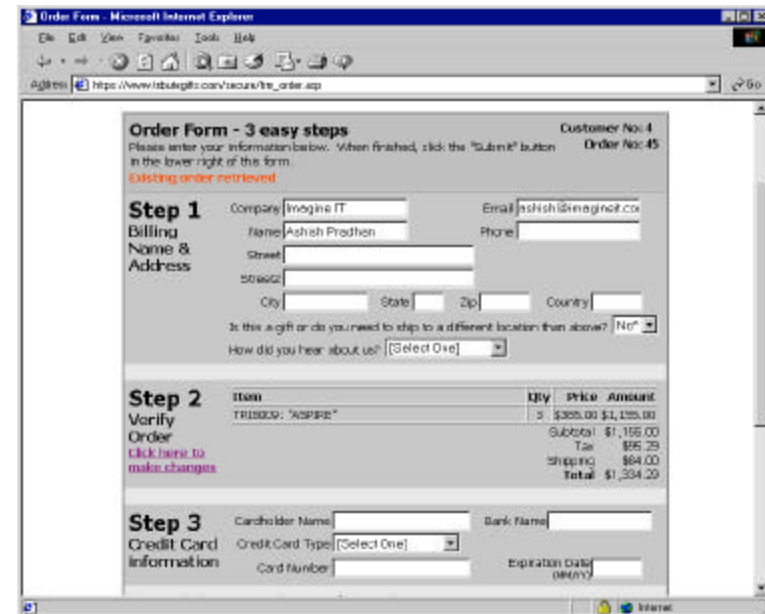 Order Form - Microsoft Internet Explorer
File Edit View Favorites Tools Help
Address https://www.tributegifts.com/secure/frm_order.asp Go
Order Form - 3 easy steps Customer No: 4
Please enter your information below. When finished, click the "Submit" button Order No: 45
in the lower right of this form.
Existing order retrieved
Step 1 Company Imagine IT Email ashish@imagineit.co
Billing Name Ashish Pradhan Phone
Name & Street
Address Street2
City State Zip Country
Is this a gift or do you need to ship to a different location than above? No*
How did you hear about us? [Select One]
Step 2 Item Qty Price Amount
Verify TRIS009: "ASPIRE" 3 $385.00 $1,155.00
Order Subtotal $1,155.00
Click here to Tax $95.29
make changes Shipping $84.00
Total $1,334.29
Step 3 Cardholder Name Bank Name
Credit Card Credit Card Type [Select One]
Information Card Number Expiration Date
(MM/YY)
Internet